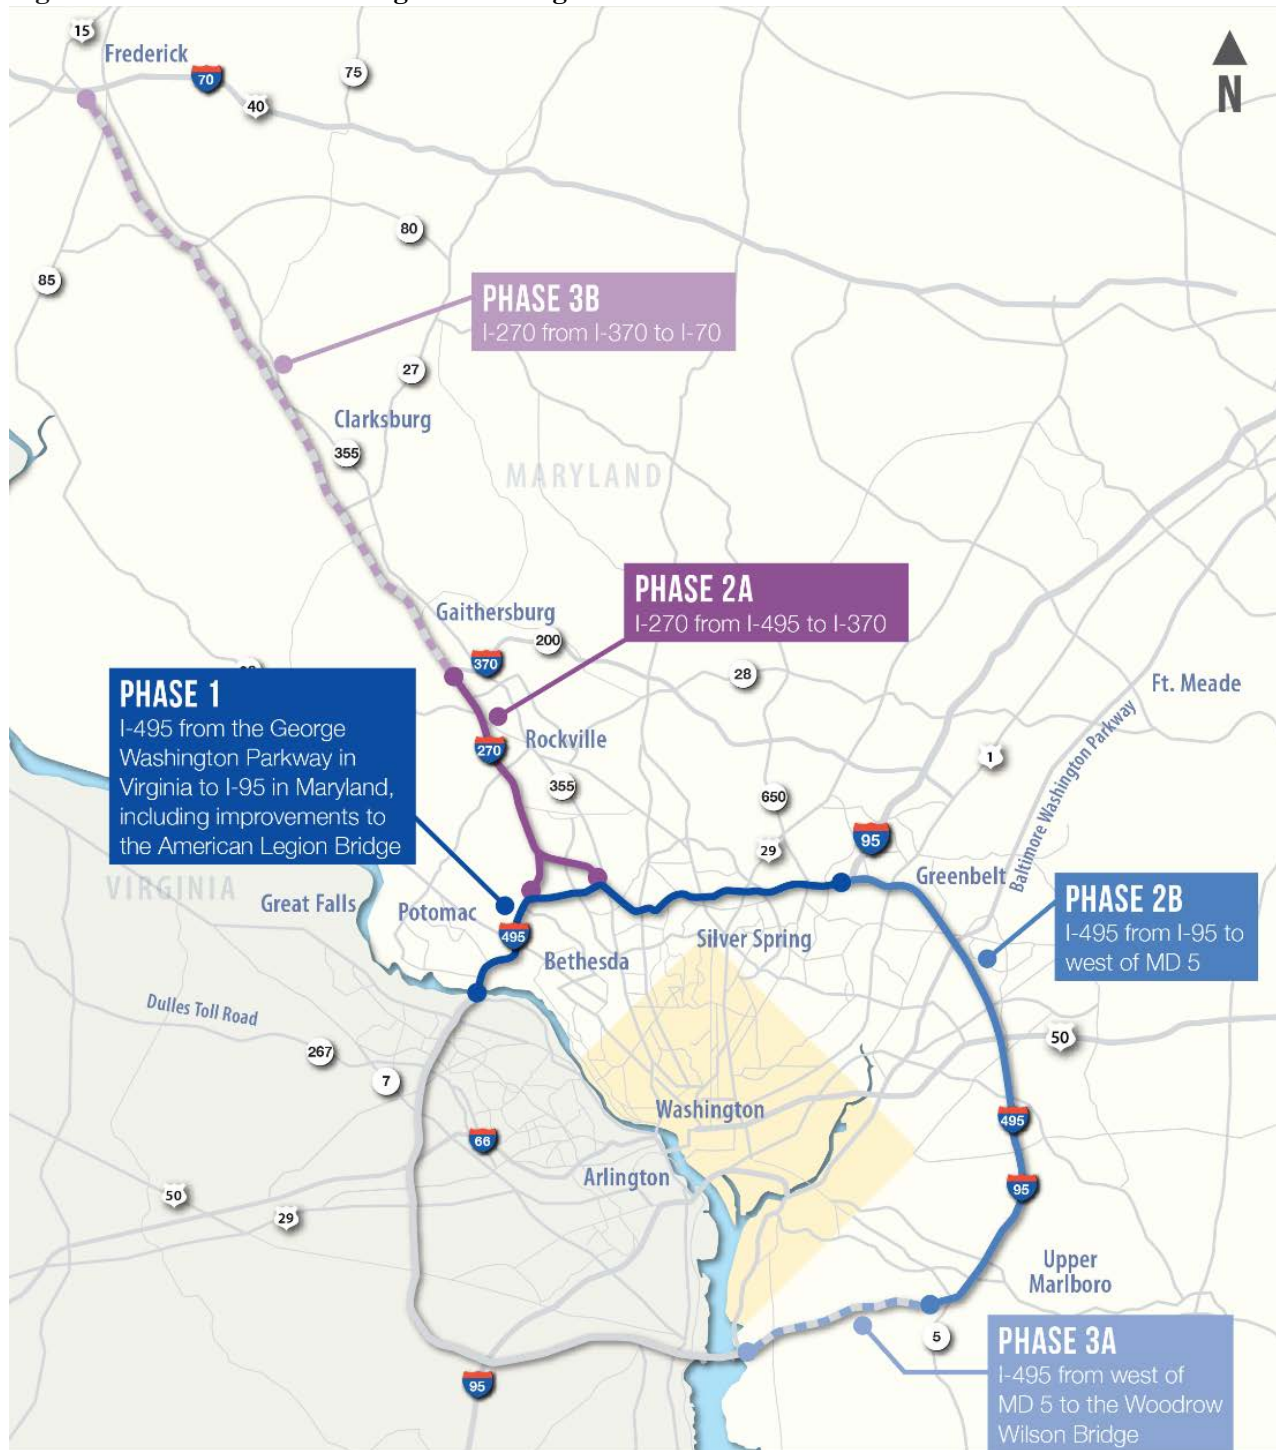 15
Frederick
70
75
40
80
85
PHASE 3B
I-270 from I-370 to I-70
27
Clarksburg
355
MARYLAND
N
PHASE 2A
I-270 from I-495 to I-370
Gaithersburg
200
370
28
Ft. Meade
PHASE 1
I-495 from the George
Washington Parkway in
Virginia to I-95 in Maryland,
including improvements to
the American Legion Bridge
270
Rockville
355
650
1
Baltimore Washington Parkway
29
95
Greenbelt
VIRGINIA
Great Falls
Potomac
495
Bethesda
Silver Spring
PHASE 2B
I-495 from I-95 to
west of MD 5
Dulles Toll Road
267
7
50
66
Washington
495
Arlington
95
50
29
Upper
Marlboro
5
PHASE 3A
I-495 from west of
MD 5 to the Woodrow
Wilson Bridge
95